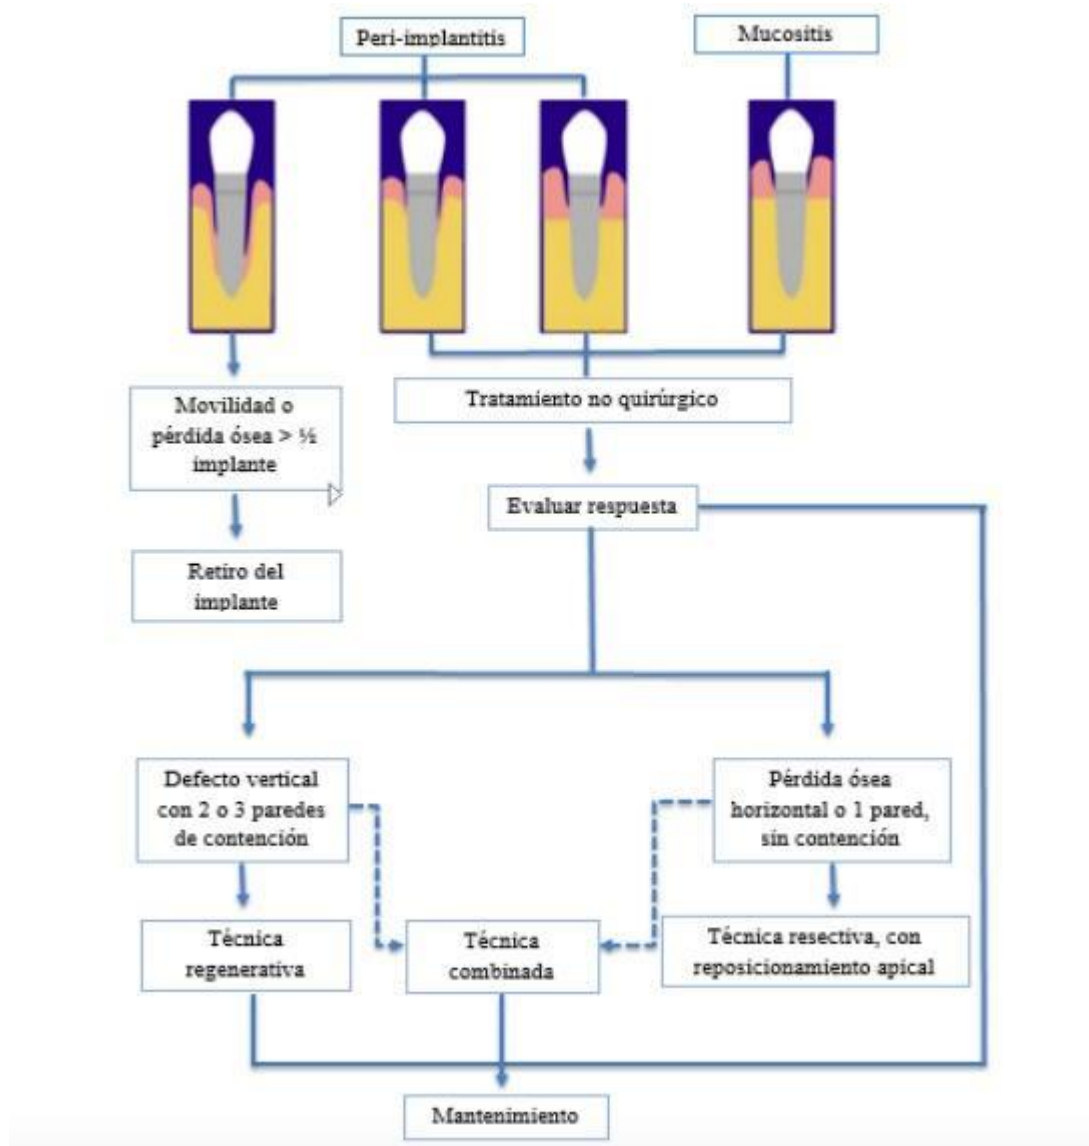 Peri-implantitis
Mucositis
Movilidad o
pérdida ósea > ½
implante
Retiro del
implante
Tratamiento no quirúrgico
Evaluar respuesta
Defecto vertical
con 2 o 3 paredes
de contención
Pérdida ósea
horizontal o 1 pared,
sin contención
Técnica
regenerativa
Técnica
combinada
Técnica resectiva, con
reposicionamiento apical
Mantenimiento